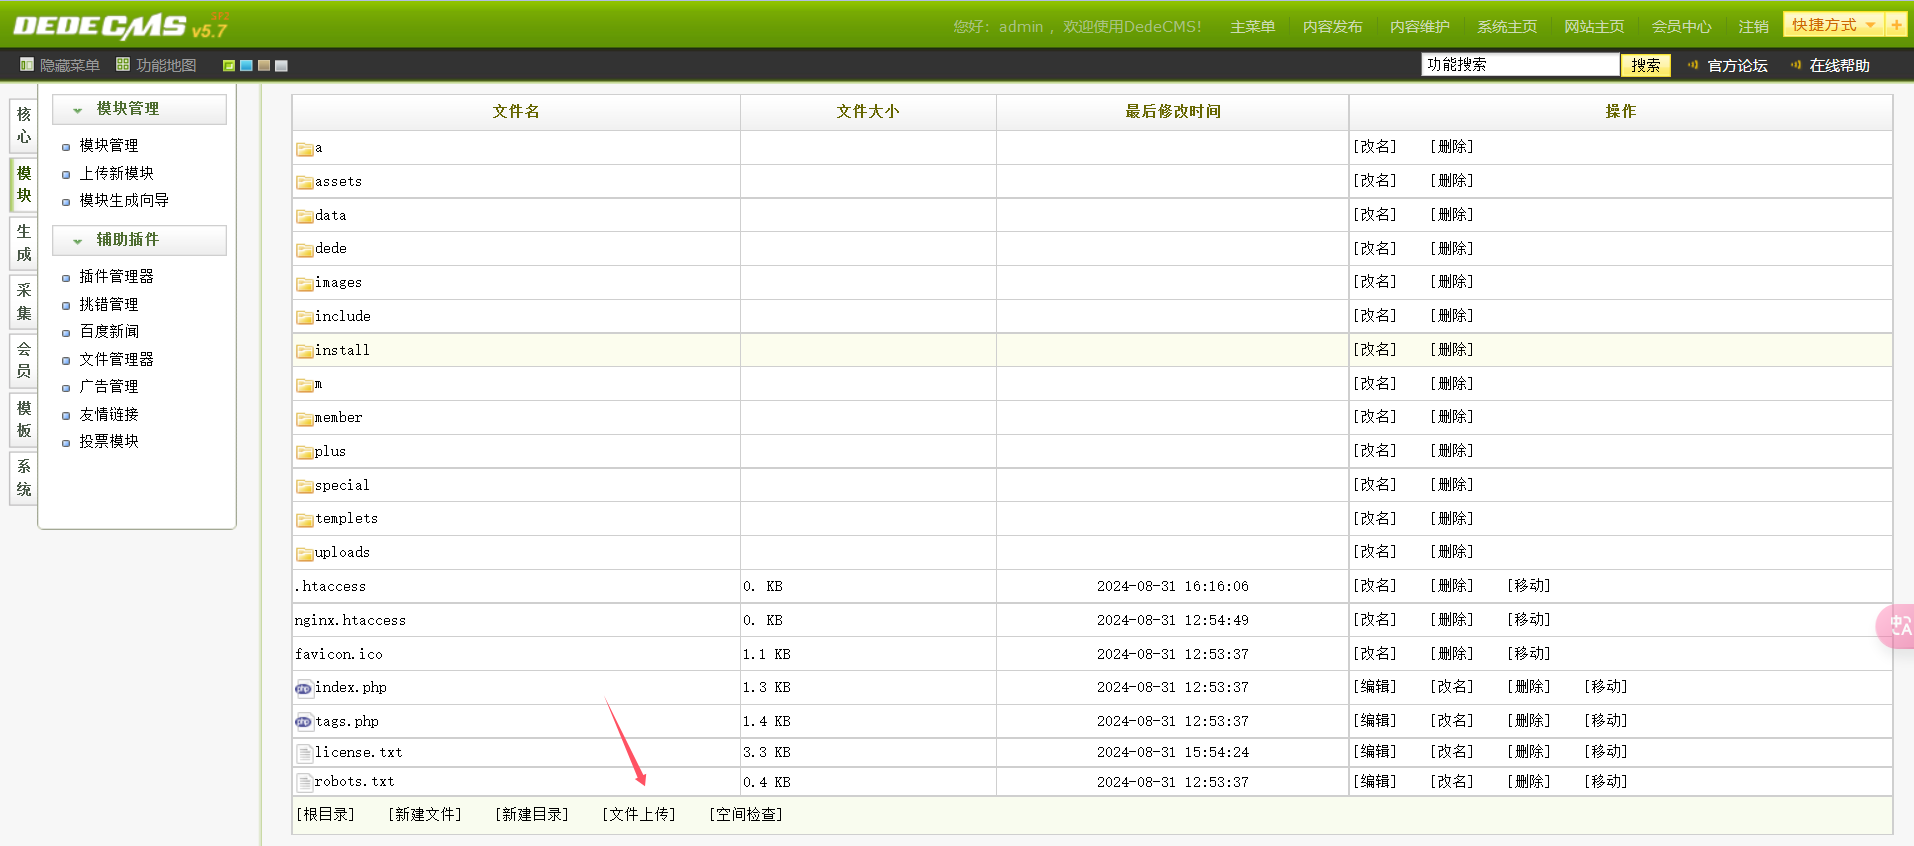 DEDECMS v5.7 SP2
您好：admin ，欢迎使用DedeCMS！ 主菜单 内容发布 内容维护 系统主页 网站主页 会员中心 注销 快捷方式 +
隐藏菜单 功能地图 功能搜索 搜索 官方论坛 在线帮助
核心
模块
生成
采集
会员
模板
系统
模块管理
模块管理
上传新模块
模块生成向导
辅助插件
插件管理器
挑错管理
百度新闻
文件管理器
广告管理
友情链接
投票模块
文件名 文件大小 最后修改时间 操作
a [改名] [删除]
assets [改名] [删除]
data [改名] [删除]
dede [改名] [删除]
images [改名] [删除]
include [改名] [删除]
install [改名] [删除]
m [改名] [删除]
member [改名] [删除]
plus [改名] [删除]
special [改名] [删除]
templets [改名] [删除]
uploads [改名] [删除]
.htaccess 0. KB 2024-08-31 16:16:06 [改名] [删除] [移动]
nginx.htaccess 0. KB 2024-08-31 12:54:49 [改名] [删除] [移动]
favicon.ico 1.1 KB 2024-08-31 12:53:37 [改名] [删除] [移动]
php index.php 1.3 KB 2024-08-31 12:53:37 [编辑] [改名] [删除] [移动]
php tags.php 1.4 KB 2024-08-31 12:53:37 [编辑] [改名] [删除] [移动]
license.txt 3.3 KB 2024-08-31 15:54:24 [编辑] [改名] [删除] [移动]
robots.txt 0.4 KB 2024-08-31 12:53:37 [编辑] [改名] [删除] [移动]
[根目录] [新建文件] [新建目录] [文件上传] [空间检查]
中A